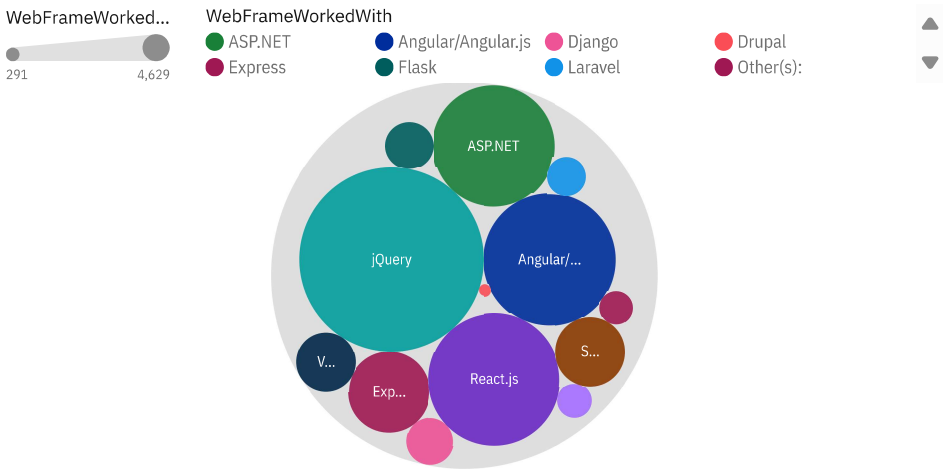 WebFrameWorked...
291
4,629
WebFrameWorkedWith
ASP.NET
Angular/Angular.js
Django
Drupal
Express
Flask
Laravel
Other(s):
ASP.NET
jQuery
Angular/...
S...
V...
Exp...
React.js